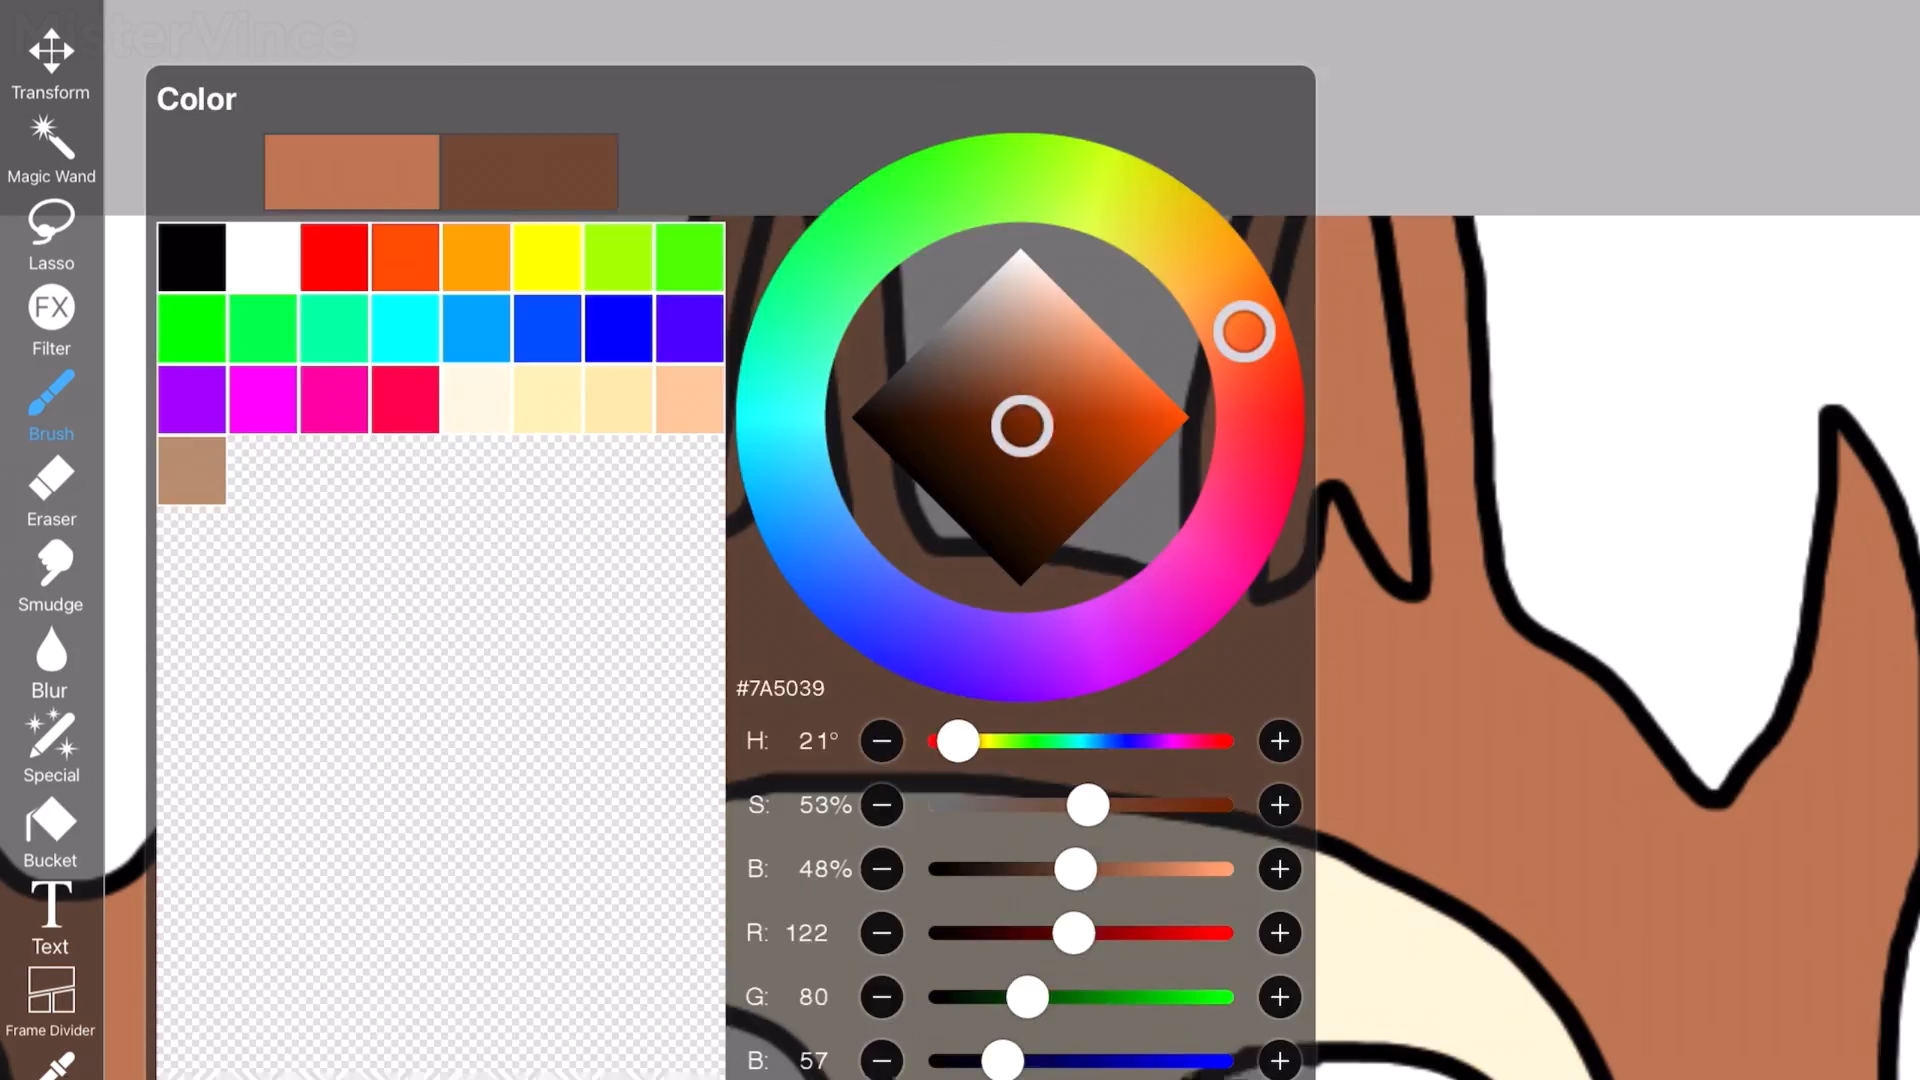 MisterVince
Transform
Magic Wand
Lasso
FX
Filter
Brush
Eraser
Smudge
Blur
Special
Bucket
T
Text
Frame Divider
Color
#7A5039
H: 21°
S: 53%
B: 48%
R: 122
G: 80
B: 57